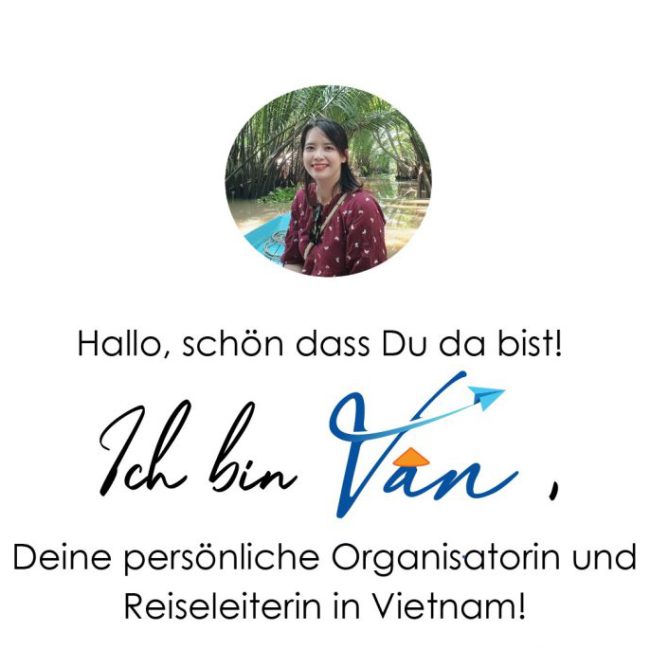 Hallo, schön dass Du da bist!
Ich bin Vân ,
Deine persönliche Organisatorin und
Reiseleiterin in Vietnam!